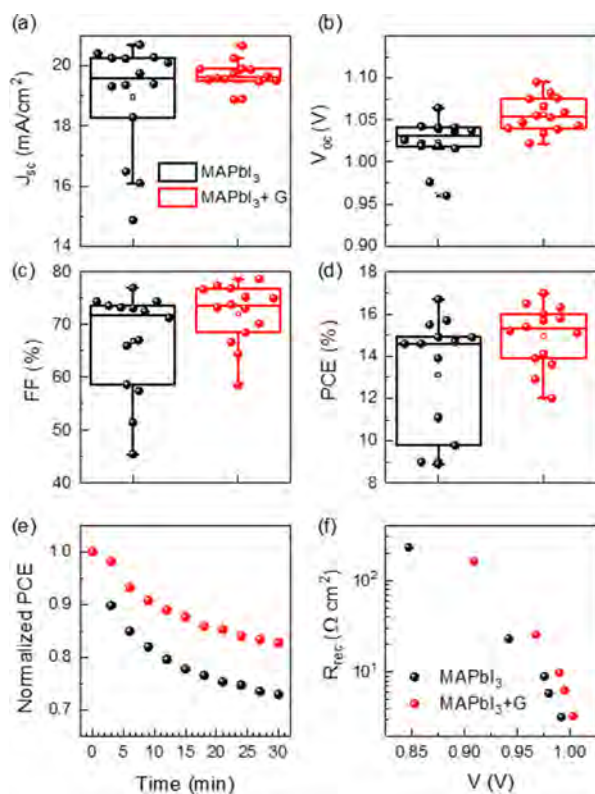 (a)
J_sc (mA/cm²)
20
18
16
14
MAPbI₃
MAPbI₃+ G
(b)
V_oc (V)
1.10
1.05
1.00
0.95
0.90
(c)
FF (%)
80
70
60
50
40
(d)
PCE (%)
18
16
14
12
10
8
(e)
Normalized PCE
1.0
0.9
0.8
0.7
0 5 10 15 20 25 30
Time (min)
(f)
R_rec (Ω cm²)
10²
10¹
MAPbI₃
MAPbI₃+G
0.85 0.90 0.95 1.00
V (V)